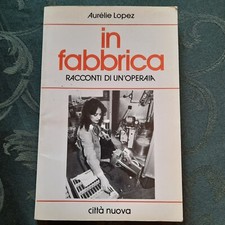 Aurélie Lopez
in
fabbrica
RACCONTI DI UN'OPERAIA
città nuova